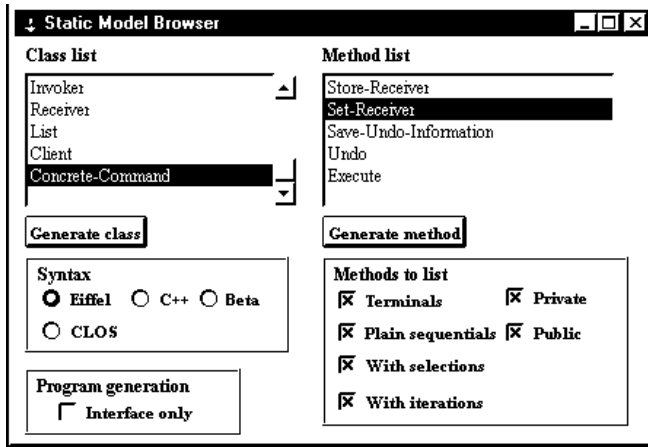 Static Model Browser
Class list
Method list
Invoker
Receiver
List
Client
Concrete-Command
Store-Receiver
Set-Receiver
Save-Undo-Information
Undo
Execute
Generate class
Generate method
Syntax
Eiffel C++ Beta
CLOS
Program generation
Interface only
Methods to list
Terminals Private
Plain sequentials Public
With selections
With iterations